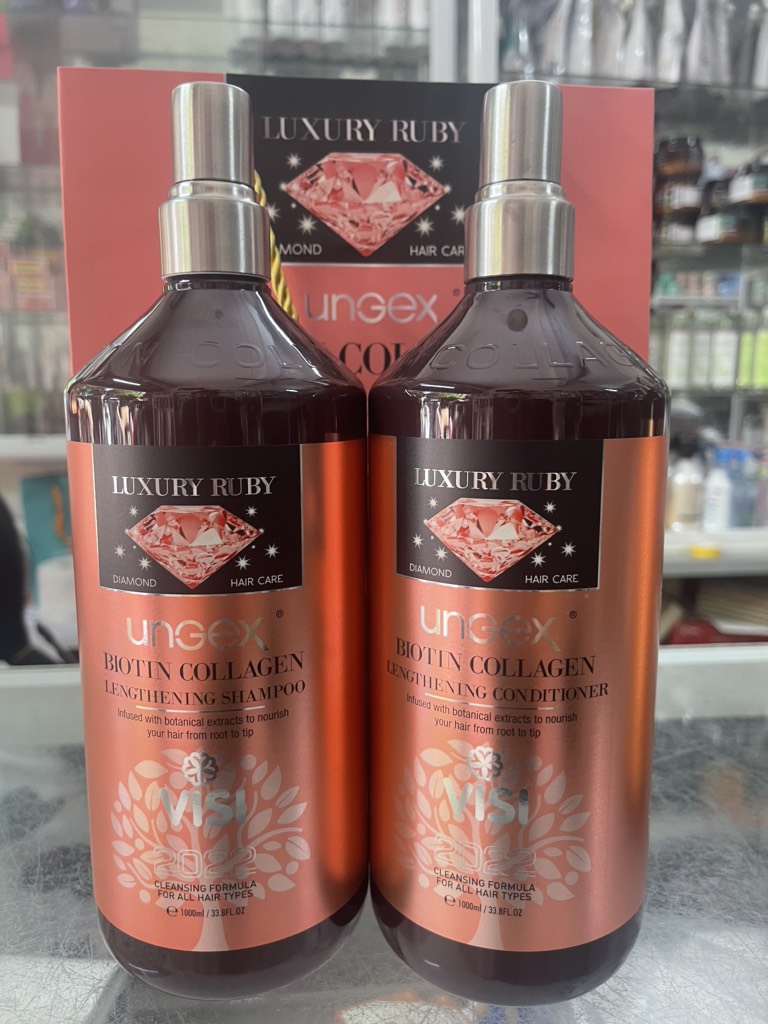 LUXURY RUBY
HAIR CAR
unGex ®
COL
COLLAG
LUXURY RUBY
DIAMOND HAIR CARE
unGex ®
BIOTIN COLLAGEN
LENGTHENING SHAMPOO
Infused with botanical extracts to nourish
your hair from root to tip
VISI
2022
CLEANSING FORMULA
FOR ALL HAIR TYPES
e 1000ml / 33.8FL.OZ
LUXURY RUBY
DIAMOND HAIR CARE
unGex ®
BIOTIN COLLAGEN
LENGTHENING CONDITIONER
Infused with botanical extracts to nourish
your hair from root to tip
VISI
2022
CLEANSING FORMULA
FOR ALL HAIR TYPES
e 1000ml / 33.8FL.OZ